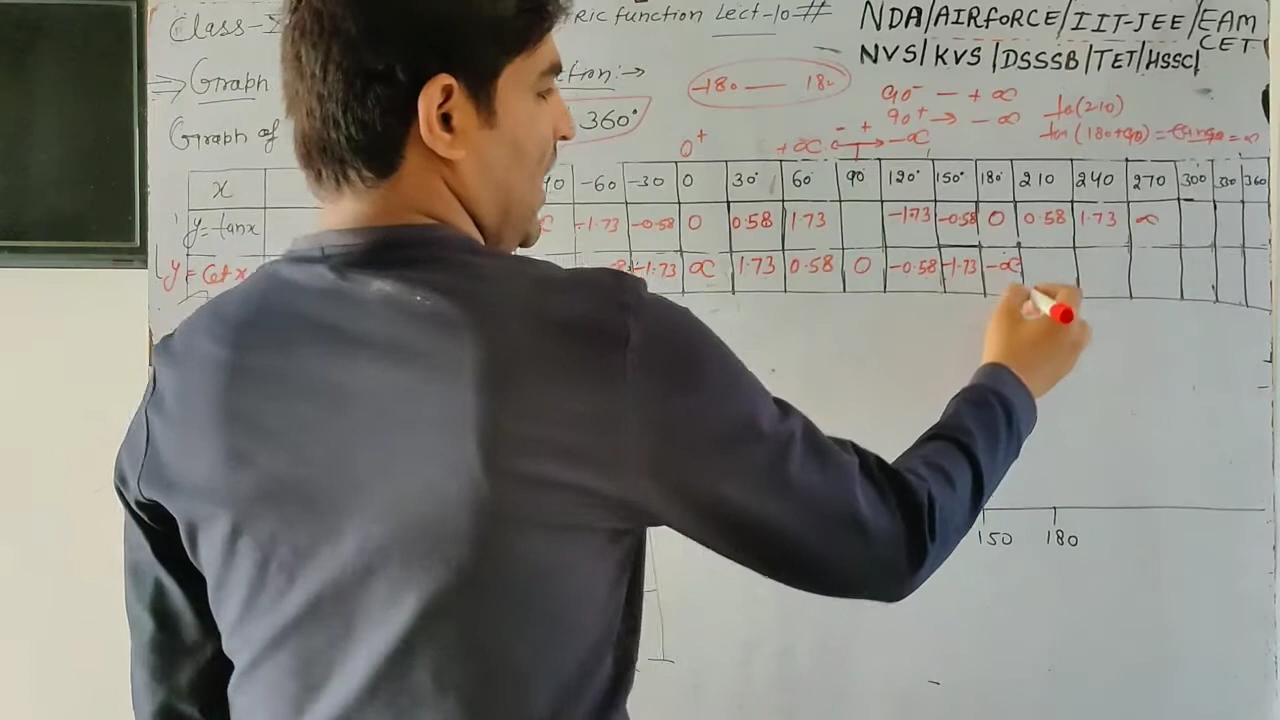 Class- RIC function Lect-10 #
NDA/AIRFORCE/IIT-JEE/EAM
CET
NVS/KVS/DSSSB/TET/HSSC/
⇒ Graph ction:→
-180 — 180
90⁻ — +∞
90⁺ → -∞
ta(210)
tan(180+90) = tan90 = ∞
Graph of 360°
0⁺ +∞ ← - + → -∞
x -60 -30 0 30° 60 90 120° 150° 180° 210 240 270 300 330 360
y = tanx -1.73 -0.58 0 0.58 1.73 -1.73 -0.58 0 0.58 1.73 ∞
y = Cotx -1.73 ∞ 1.73 0.58 0 -0.58 -1.73 -∞
150 180